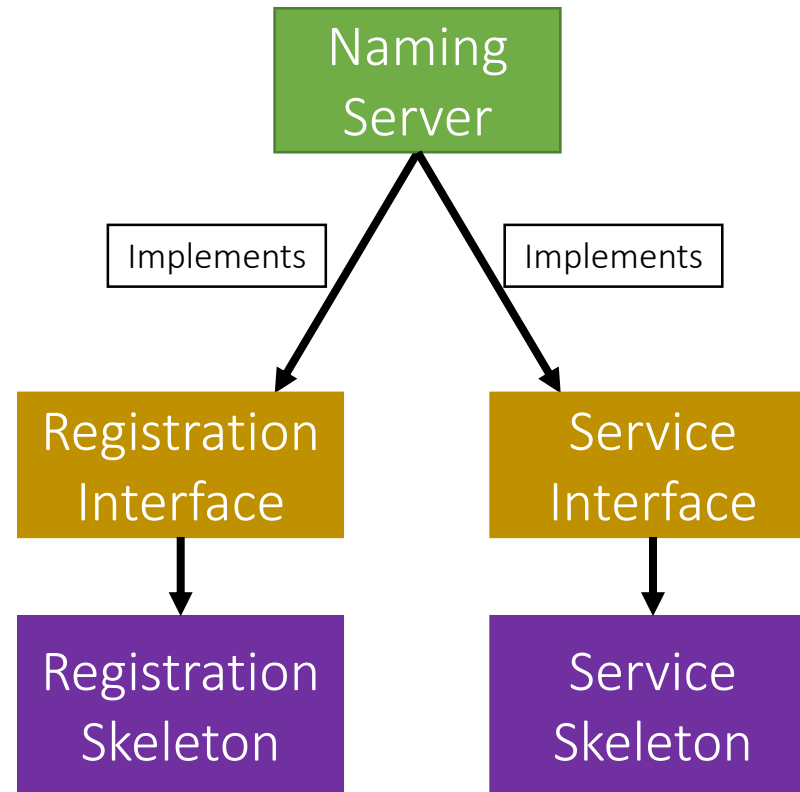 Naming
Server
Implements
Implements
Registration
Interface
Service
Interface
Registration
Skeleton
Service
Skeleton